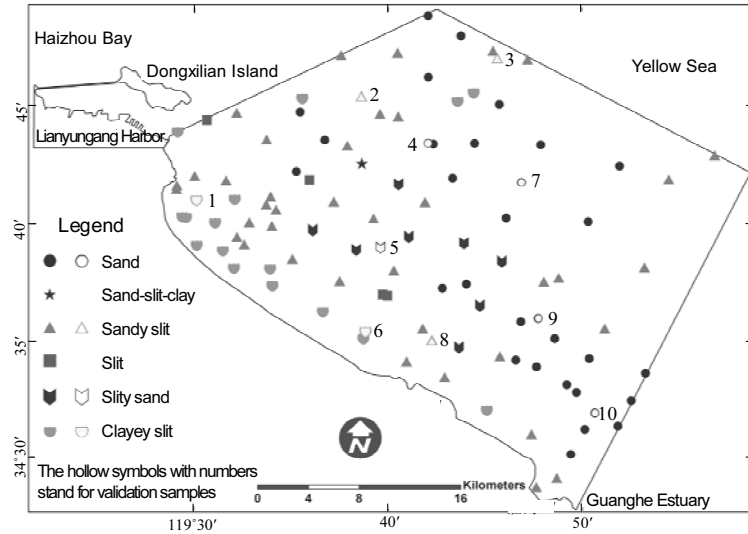 Haizhou Bay
Dongxilian Island
Yellow Sea
Lianyungang Harbor
45′
40′
35′
34°30′
1
2
3
4
5
6
7
8
9
10
Legend
Sand
Sand-slit-clay
Sandy slit
Slit
Slity sand
Clayey slit
The hollow symbols with numbers
stand for validation samples
N
Kilometers
0 4 8 16
Guanghe Estuary
119°30′ 40′ 50′